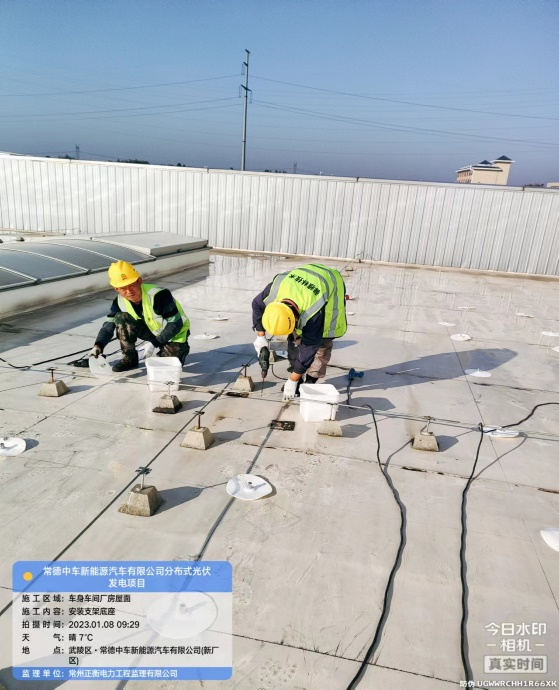 常德中车新能源汽车有限公司分布式光伏
发电项目
施工区域：车身车间厂房屋面
施工内容：安装支架底座
拍摄时间：2023.01.08 09:29
天 气：晴 7℃
地 点：武陵区·常德中车新能源汽车有限公司(新厂
区)
监理单位：常州正衡电力工程监理有限公司
今日水印
相机
真实时间
防伪 UGWWRCHH1R66XK